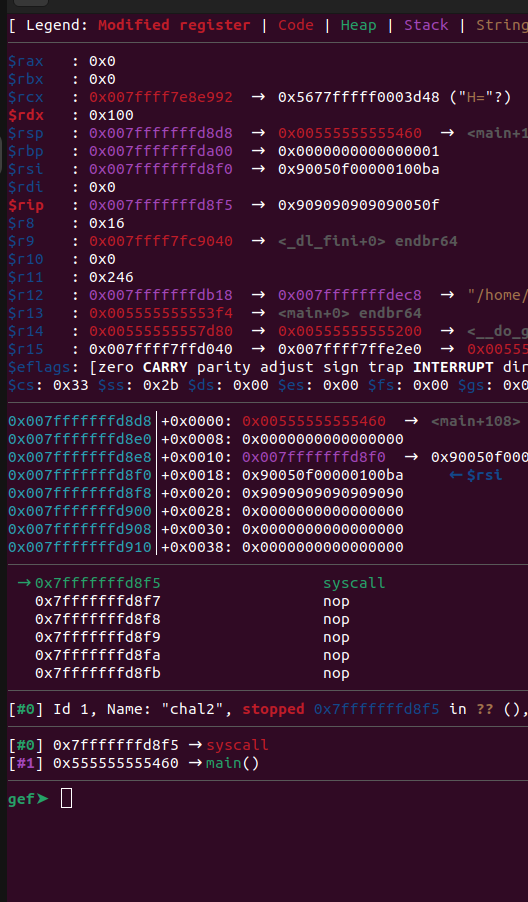 [ Legend: Modified register | Code | Heap | Stack | String
$rax   : 0x0
$rbx   : 0x0
$rcx   : 0x007ffff7e8e992  →  0x5677fffff0003d48 ("H="?)
$rdx   : 0x100
$rsp   : 0x007fffffffd8d8  →  0x00555555555460  →  <main+1
$rbp   : 0x007fffffffda00  →  0x0000000000000001
$rsi   : 0x007fffffffd8f0  →  0x90050f00000100ba
$rdi   : 0x0
$rip   : 0x007fffffffd8f5  →  0x909090909090050f
$r8    : 0x16
$r9    : 0x007ffff7fc9040  →  <_dl_fini+0> endbr64
$r10   : 0x0
$r11   : 0x246
$r12   : 0x007fffffffdb18  →  0x007fffffffdec8  →  "/home/
$r13   : 0x005555555553f4  →  <main+0> endbr64
$r14   : 0x00555555557d80  →  0x00555555555200  →  <__do_g
$r15   : 0x007ffff7ffd040  →  0x007ffff7ffe2e0  →  0x005555
$eflags: [zero CARRY parity adjust sign trap INTERRUPT dir
$cs: 0x33 $ss: 0x2b $ds: 0x00 $es: 0x00 $fs: 0x00 $gs: 0x0
0x007fffffffd8d8│+0x0000: 0x00555555555460  →  <main+108>
0x007fffffffd8e0│+0x0008: 0x0000000000000000
0x007fffffffd8e8│+0x0010: 0x007fffffffd8f0  →  0x90050f000
0x007fffffffd8f0│+0x0018: 0x90050f00000100ba     ←$rsi
0x007fffffffd8f8│+0x0020: 0x9090909090909090
0x007fffffffd900│+0x0028: 0x0000000000000000
0x007fffffffd908│+0x0030: 0x0000000000000000
0x007fffffffd910│+0x0038: 0x0000000000000000
→0x7fffffffd8f5                  syscall
0x7fffffffd8f7                  nop
0x7fffffffd8f8                  nop
0x7fffffffd8f9                  nop
0x7fffffffd8fa                  nop
0x7fffffffd8fb                  nop
[#0] Id 1, Name: "chal2", stopped 0x7fffffffd8f5 in ?? (),
[#0] 0x7fffffffd8f5 →syscall
[#1] 0x555555555460 →main()
gef➤